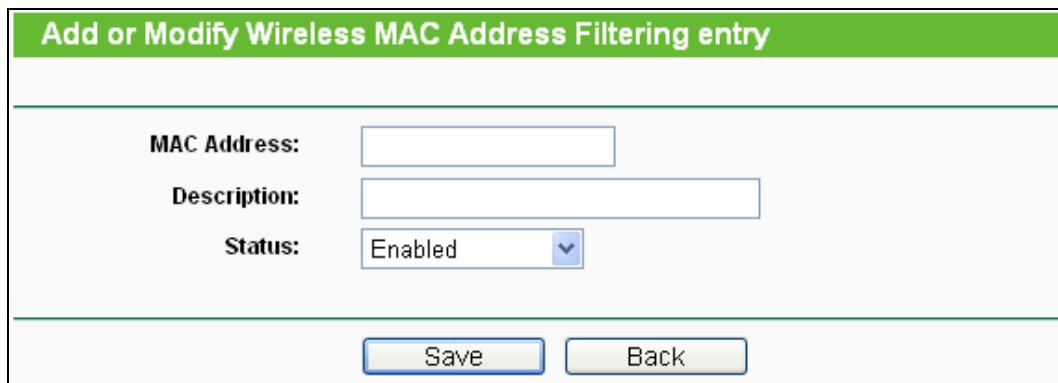 Add or Modify Wireless MAC Address Filtering entry
MAC Address:
Description:
Status: Enabled
Save Back